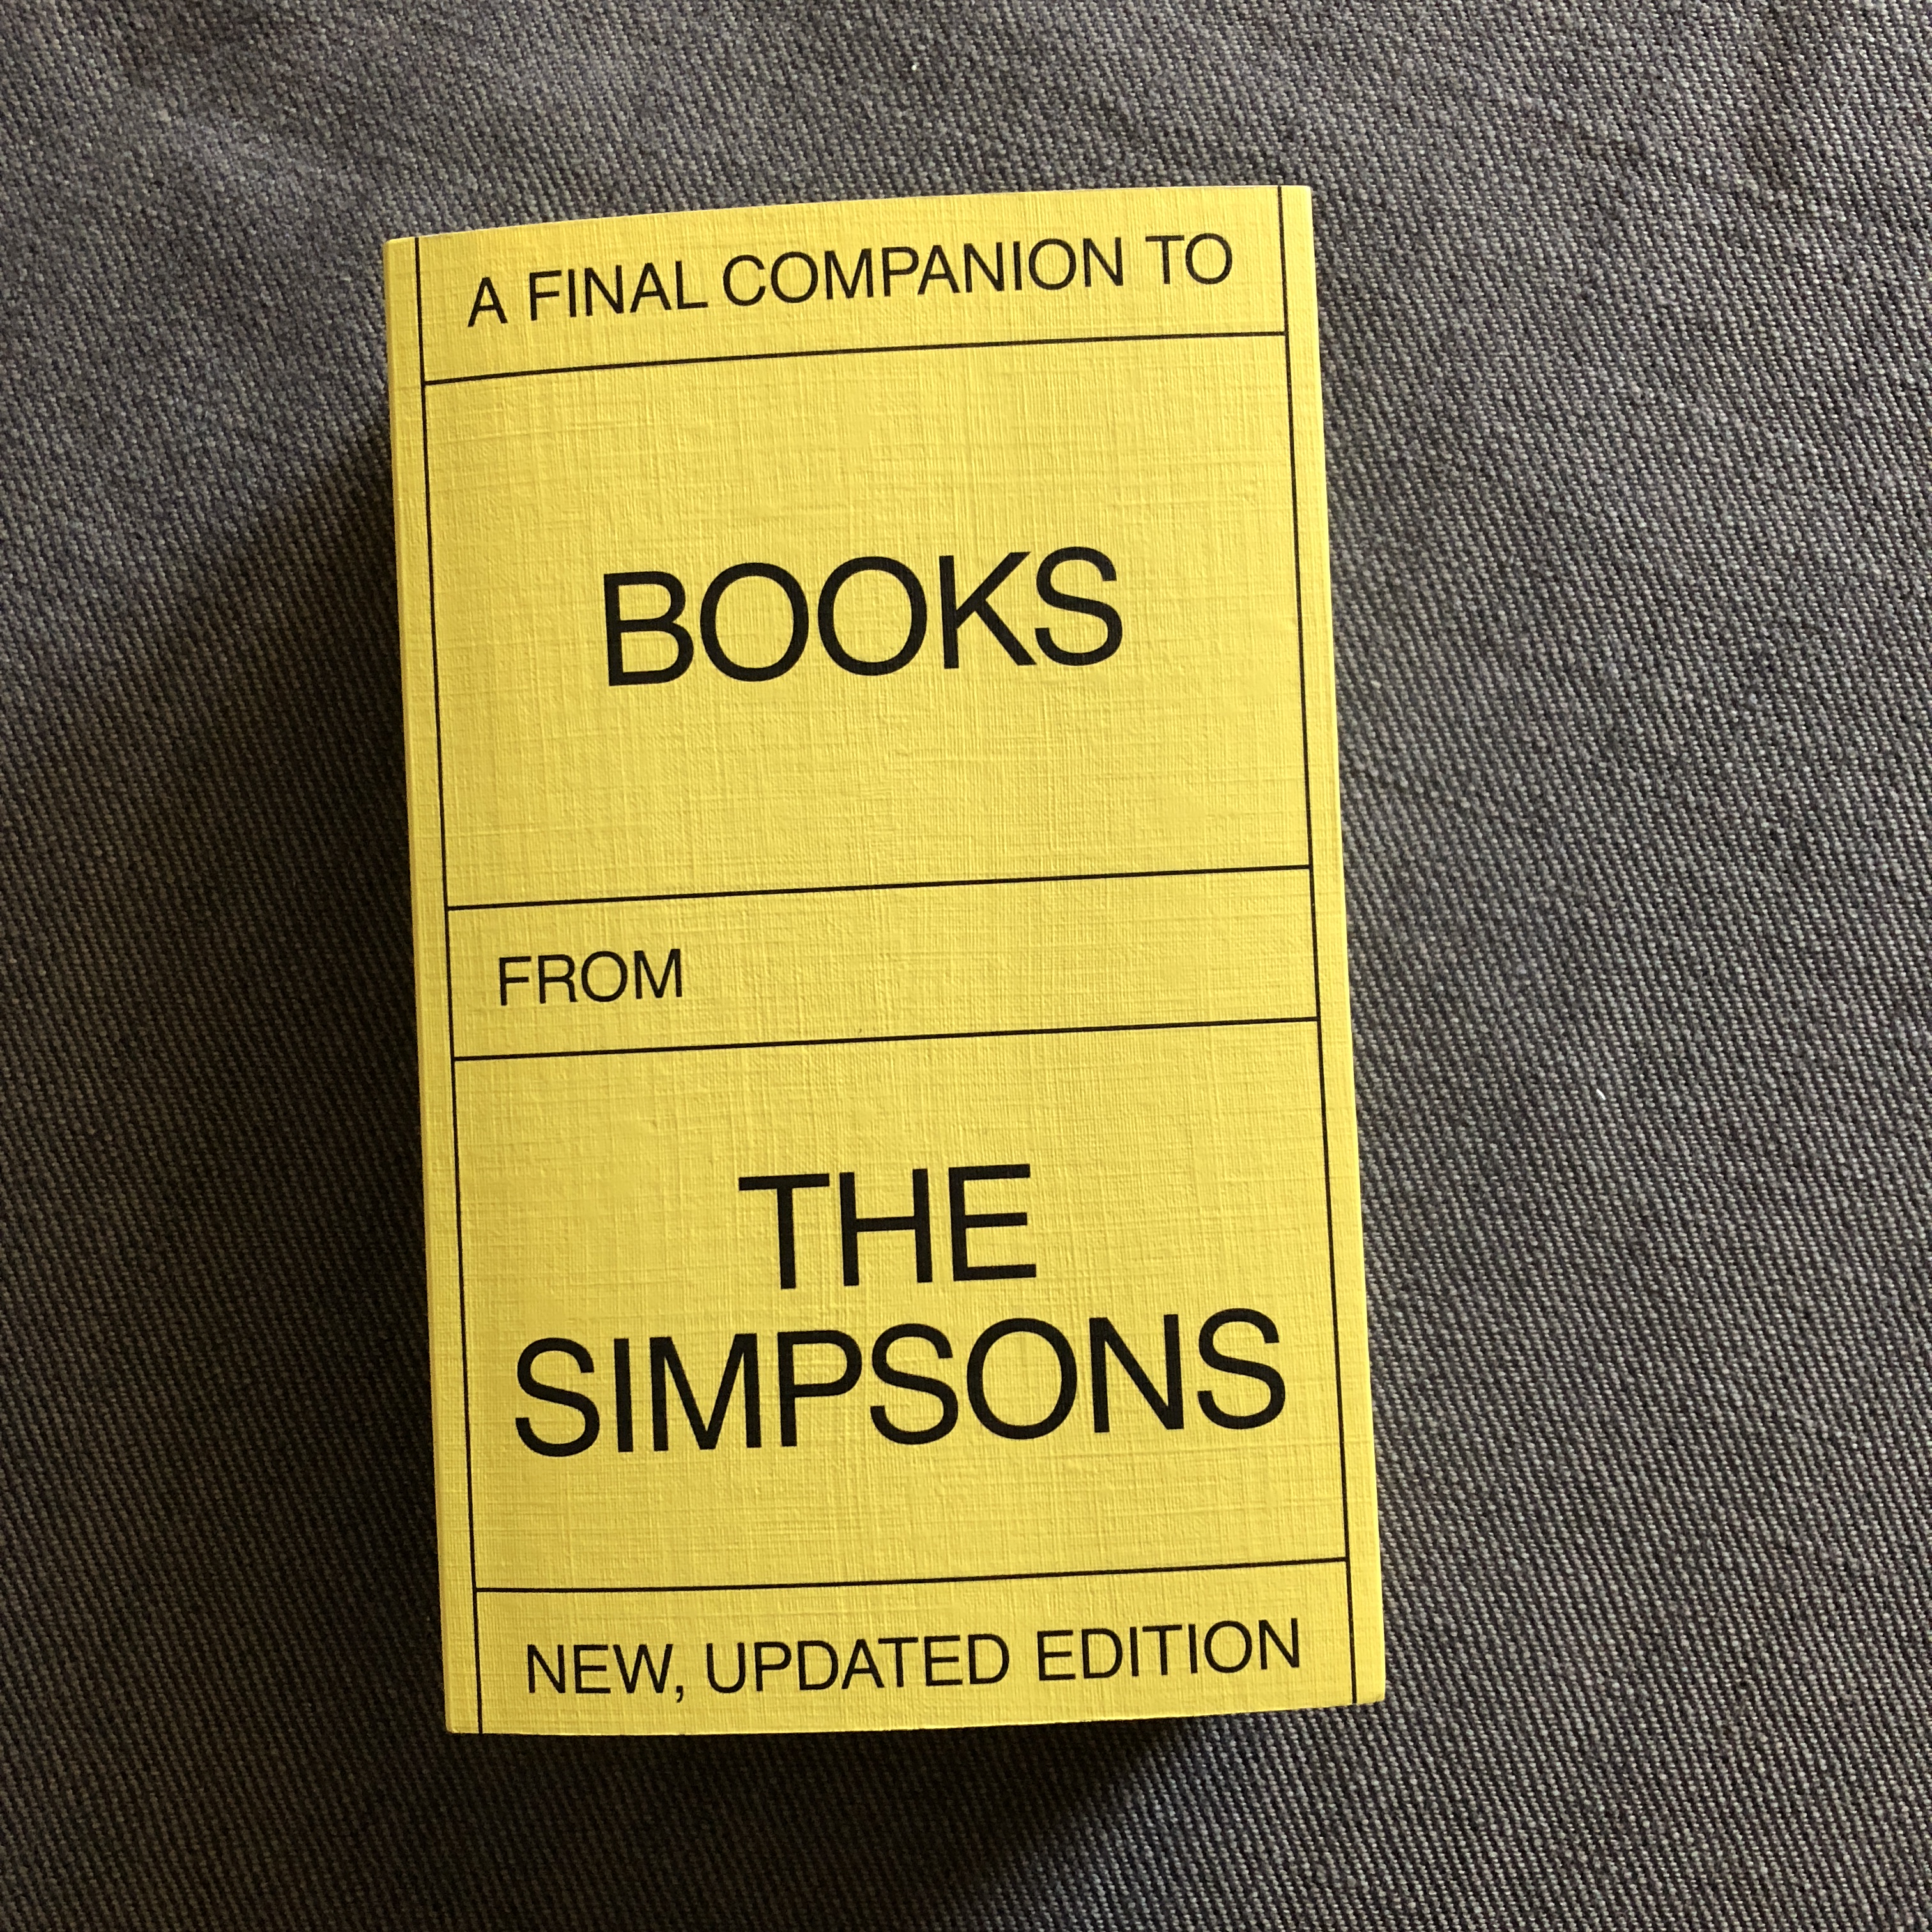 A FINAL COMPANION TO
BOOKS
FROM
THE
SIMPSONS
NEW, UPDATED EDITION